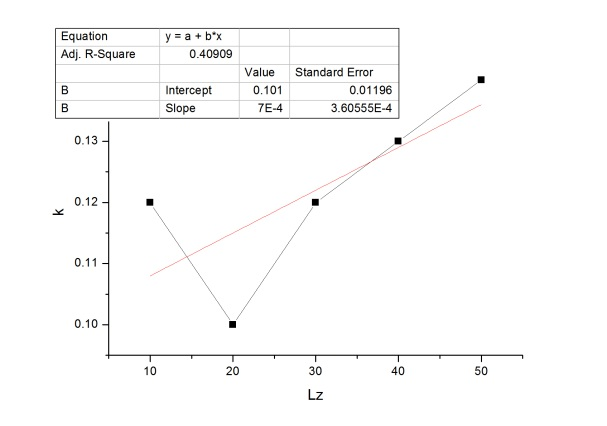 Equation y = a + b*x
Adj. R-Square 0.40909
Value Standard Error
B Intercept 0.101 0.01196
B Slope 7E-4 3.60555E-4
0.13
0.12
0.11
0.10
k
10 20 30 40 50
Lz